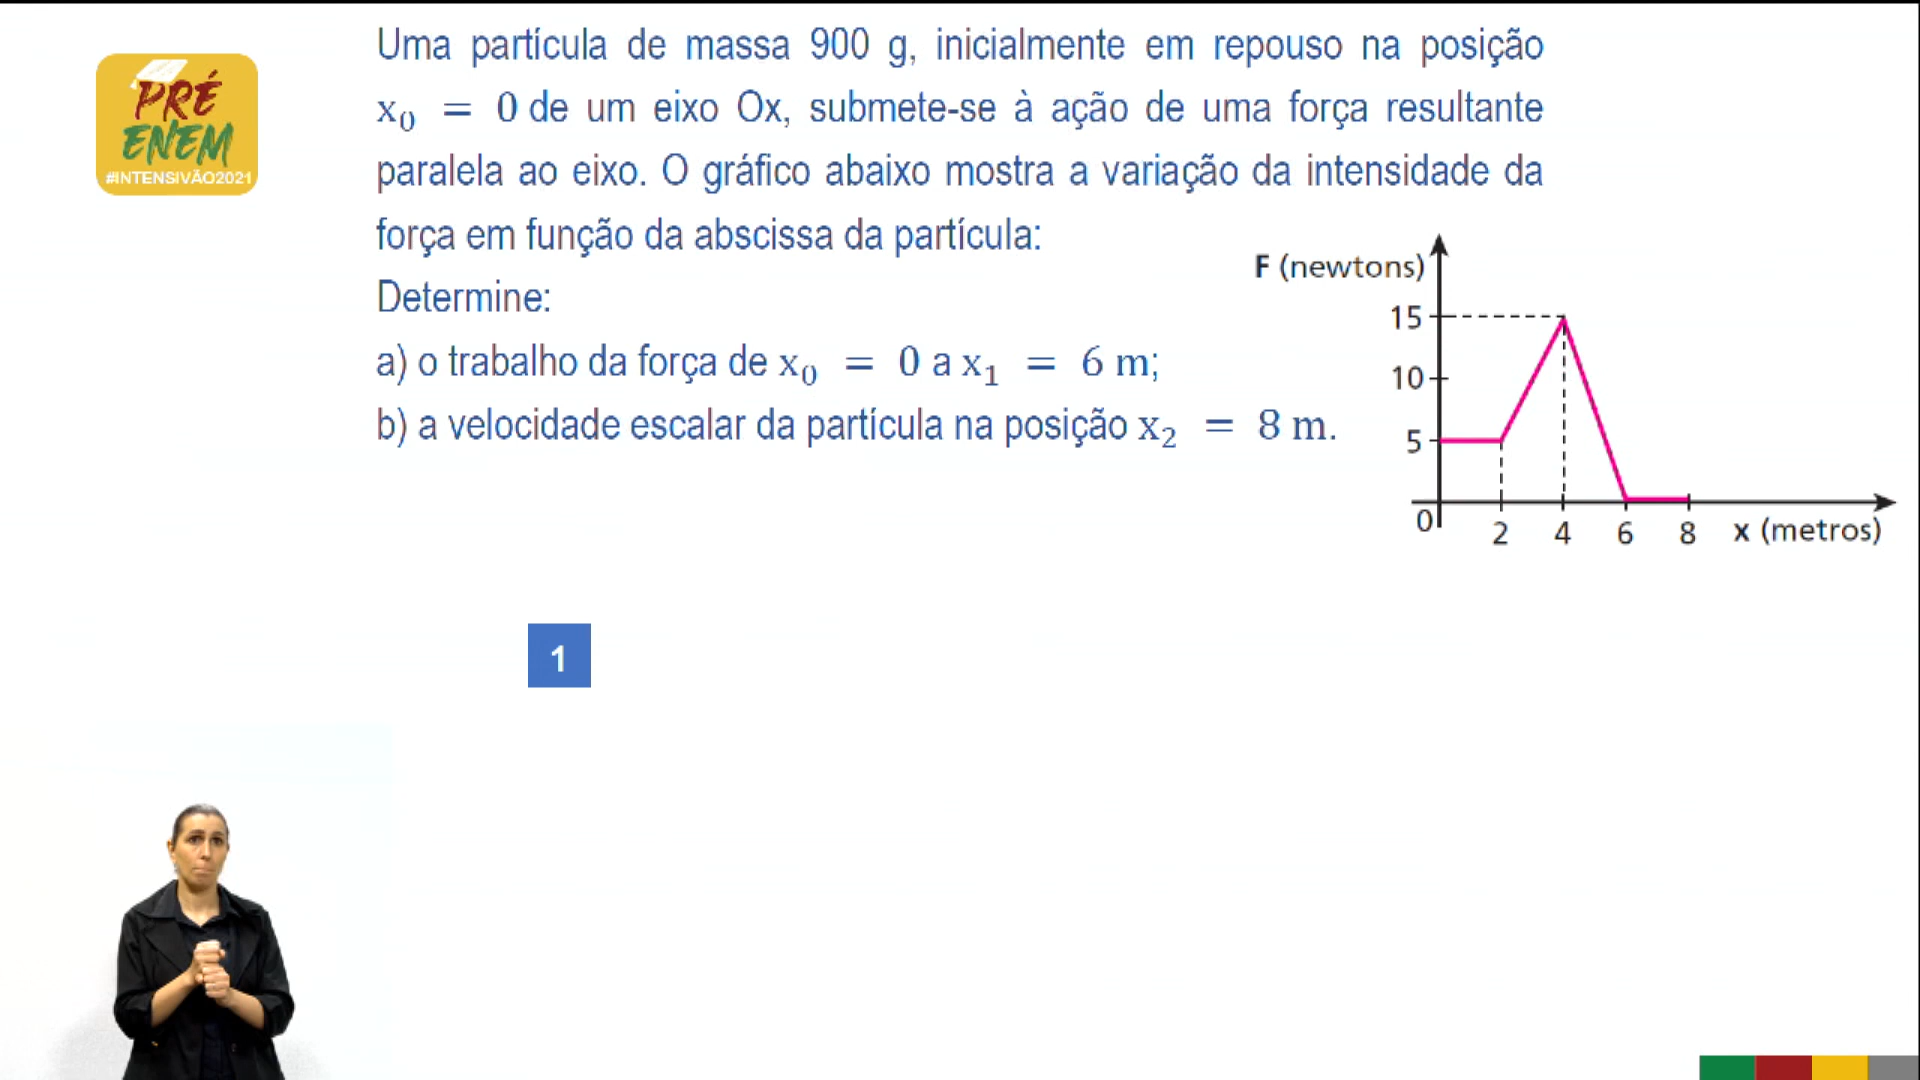 PRÉ
ENEM
#INTENSIVÃO2021
Uma partícula de massa 900 g, inicialmente em repouso na posição
x₀ = 0 de um eixo Ox, submete-se à ação de uma força resultante
paralela ao eixo. O gráfico abaixo mostra a variação da intensidade da
força em função da abscissa da partícula:
Determine:
a) o trabalho da força de x₀ = 0 a x₁ = 6 m;
b) a velocidade escalar da partícula na posição x₂ = 8 m.
F (newtons)
15
10
5
0
2 4 6 8 x (metros)
1